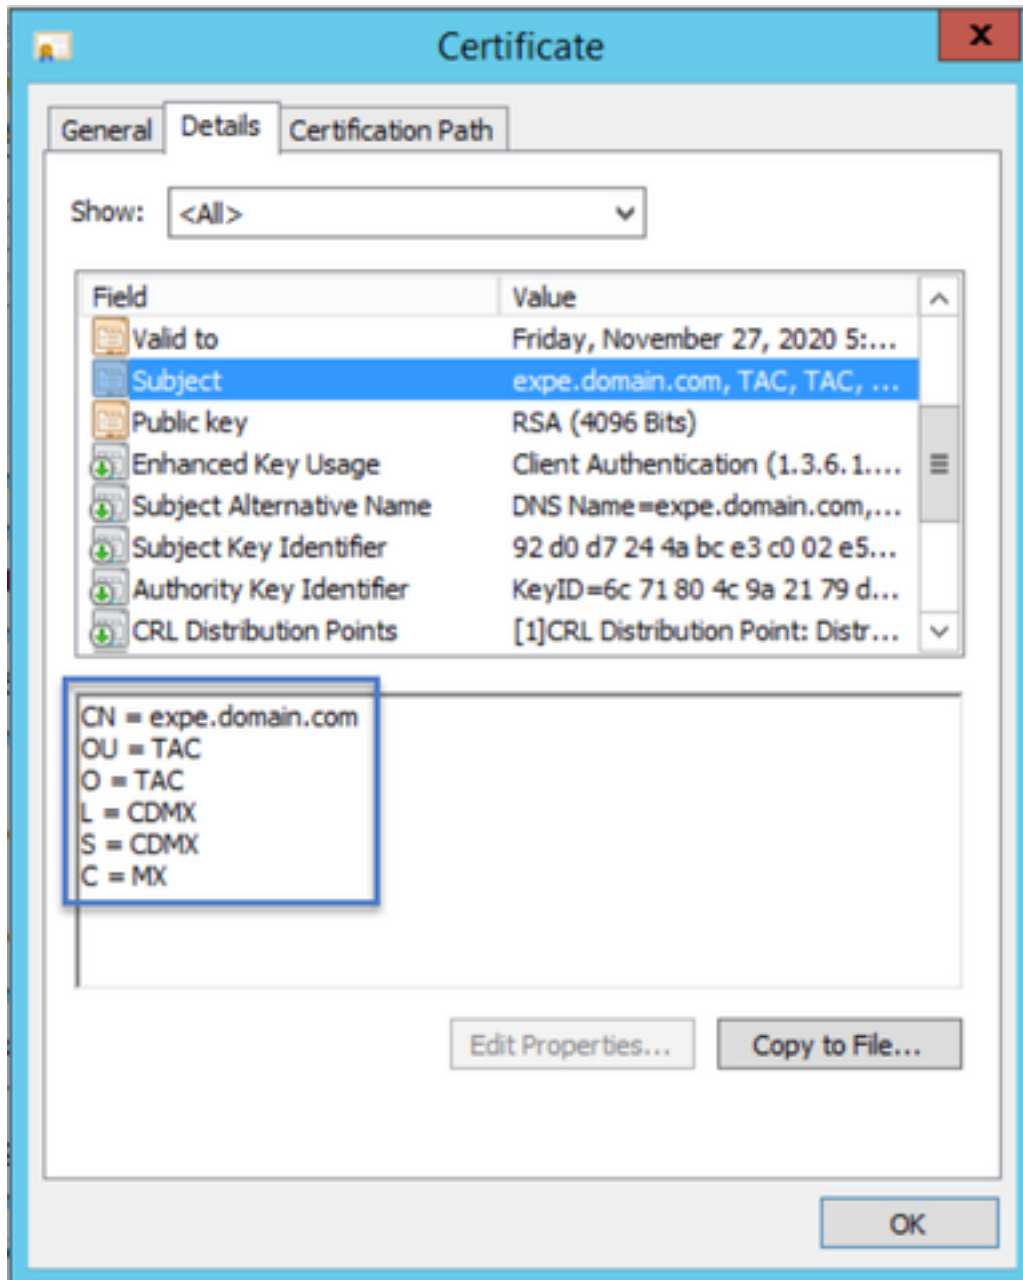 Certificate
x
General Details Certification Path
Show: <All>
Field Value
Valid to Friday, November 27, 2020 5:...
Subject expe.domain.com, TAC, TAC, ...
Public key RSA (4096 Bits)
Enhanced Key Usage Client Authentication (1.3.6.1....
Subject Alternative Name DNS Name=expe.domain.com,...
Subject Key Identifier 92 d0 d7 24 4a bc e3 c0 02 e5...
Authority Key Identifier KeyID=6c 71 80 4c 9a 21 79 d...
CRL Distribution Points [1]CRL Distribution Point: Distr...
CN = expe.domain.com
OU = TAC
O = TAC
L = CDMX
S = CDMX
C = MX
Edit Properties... Copy to File...
OK